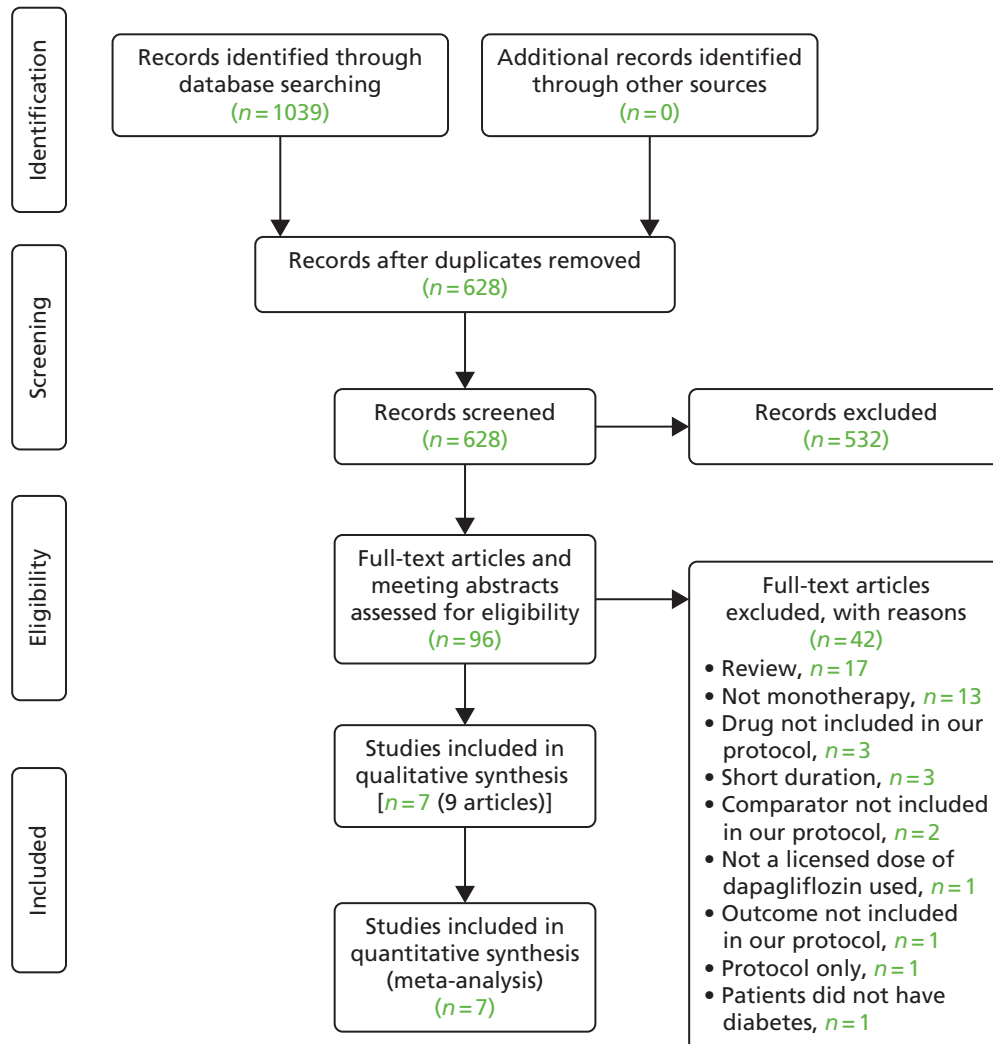 Identification
Records identified through
database searching
(n=1039)
Additional records identified
through other sources
(n=0)
Screening
Records after duplicates removed
(n=628)
Records screened
(n=628)
Records excluded
(n=532)
Eligibility
Full-text articles and
meeting abstracts
assessed for eligibility
(n=96)
Full-text articles
excluded, with reasons
(n=42)
• Review, n=17
• Not monotherapy, n=13
• Drug not included in our
protocol, n=3
• Short duration, n=3
• Comparator not included
in our protocol, n=2
• Not a licensed dose of
dapagliflozin used, n=1
• Outcome not included
in our protocol, n=1
• Protocol only, n=1
• Patients did not have
diabetes, n=1
Included
Studies included in
qualitative synthesis
[n=7 (9 articles)]
Studies included in
quantitative synthesis
(meta-analysis)
(n=7)